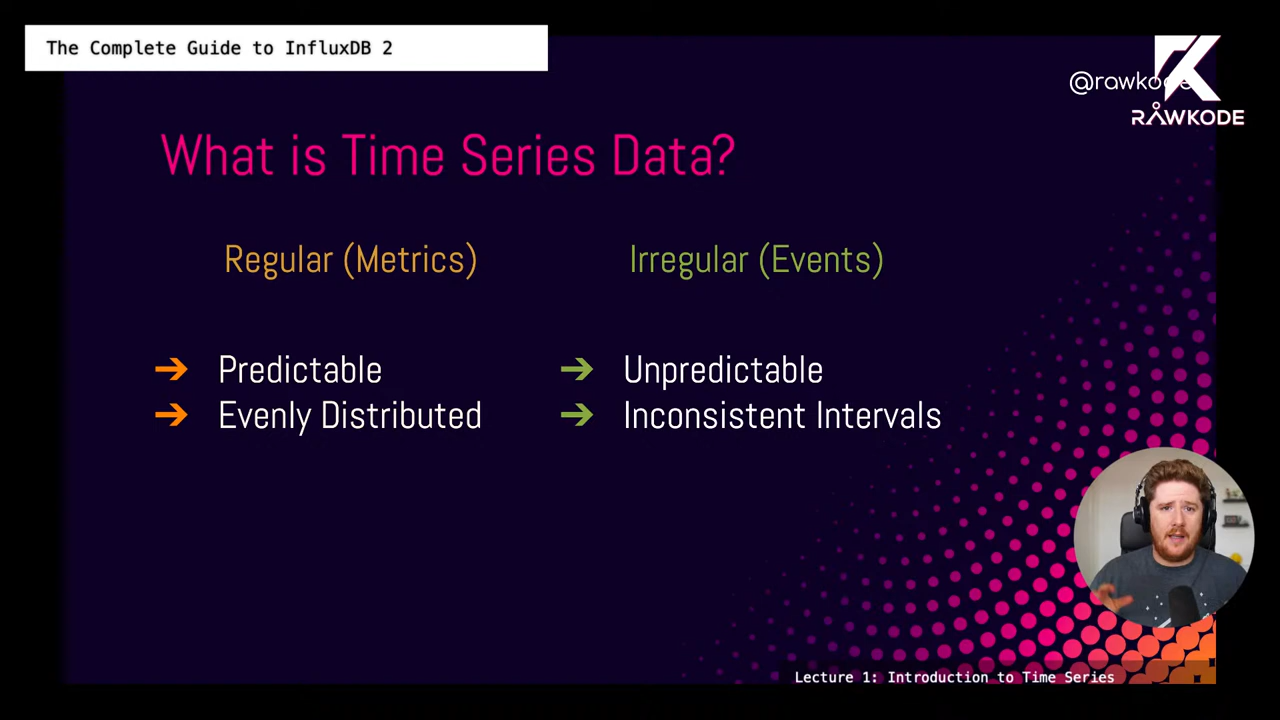 The Complete Guide to InfluxDB 2
@rawkode
RAWKODE
What is Time Series Data?
Regular (Metrics)
Irregular (Events)
➔ Predictable
➔ Evenly Distributed
➔ Unpredictable
➔ Inconsistent Intervals
Lecture 1: Introduction to Time Series